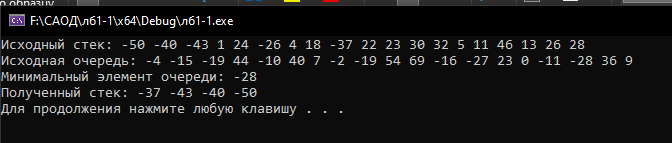 о образцу
F:\САОД\л61-1\x64\Debug\л61-1.exe
Исходный стек: -50 -40 -43 1 24 -26 4 18 -37 22 23 30 32 5 11 46 13 26 28
Исходная очередь: -4 -15 -19 44 -10 40 7 -2 -19 54 69 -16 -27 23 0 -11 -28 36 9
Минимальный элемент очереди: -28
Полученный стек: -37 -43 -40 -50
Для продолжения нажмите любую клавишу . . .